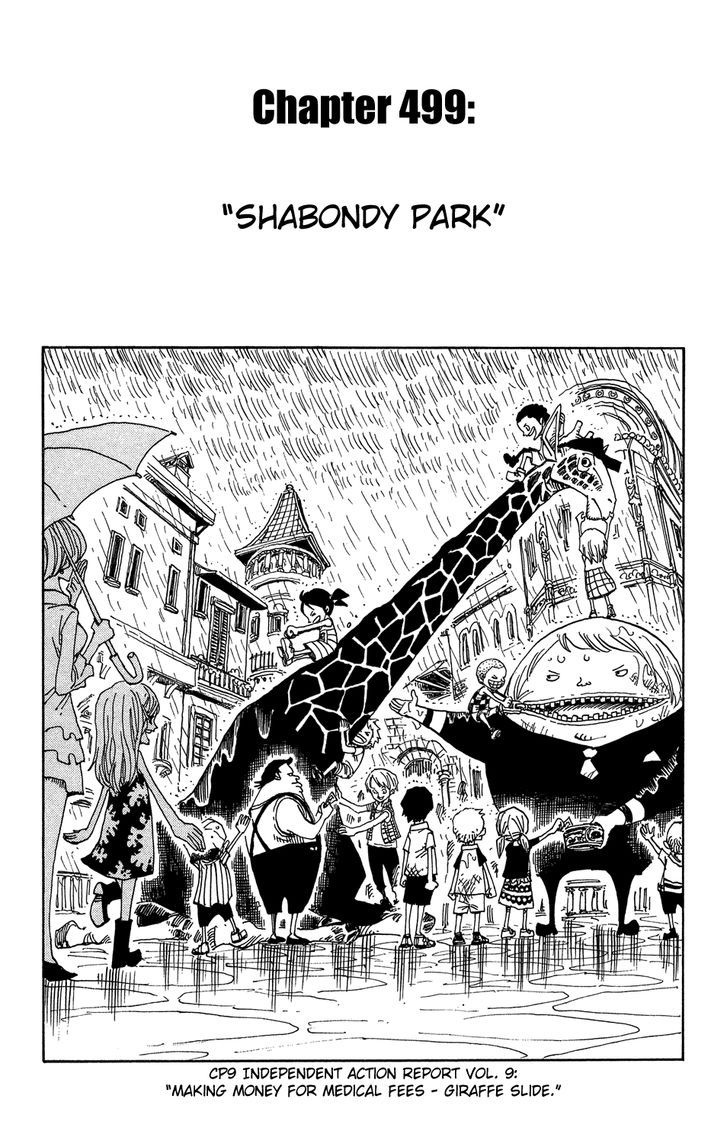 Chapter 499:
"SHABONDY PARK"
CP9 INDEPENDENT ACTION REPORT VOL. 9:
"MAKING MONEY FOR MEDICAL FEES - GIRAFFE SLIDE."